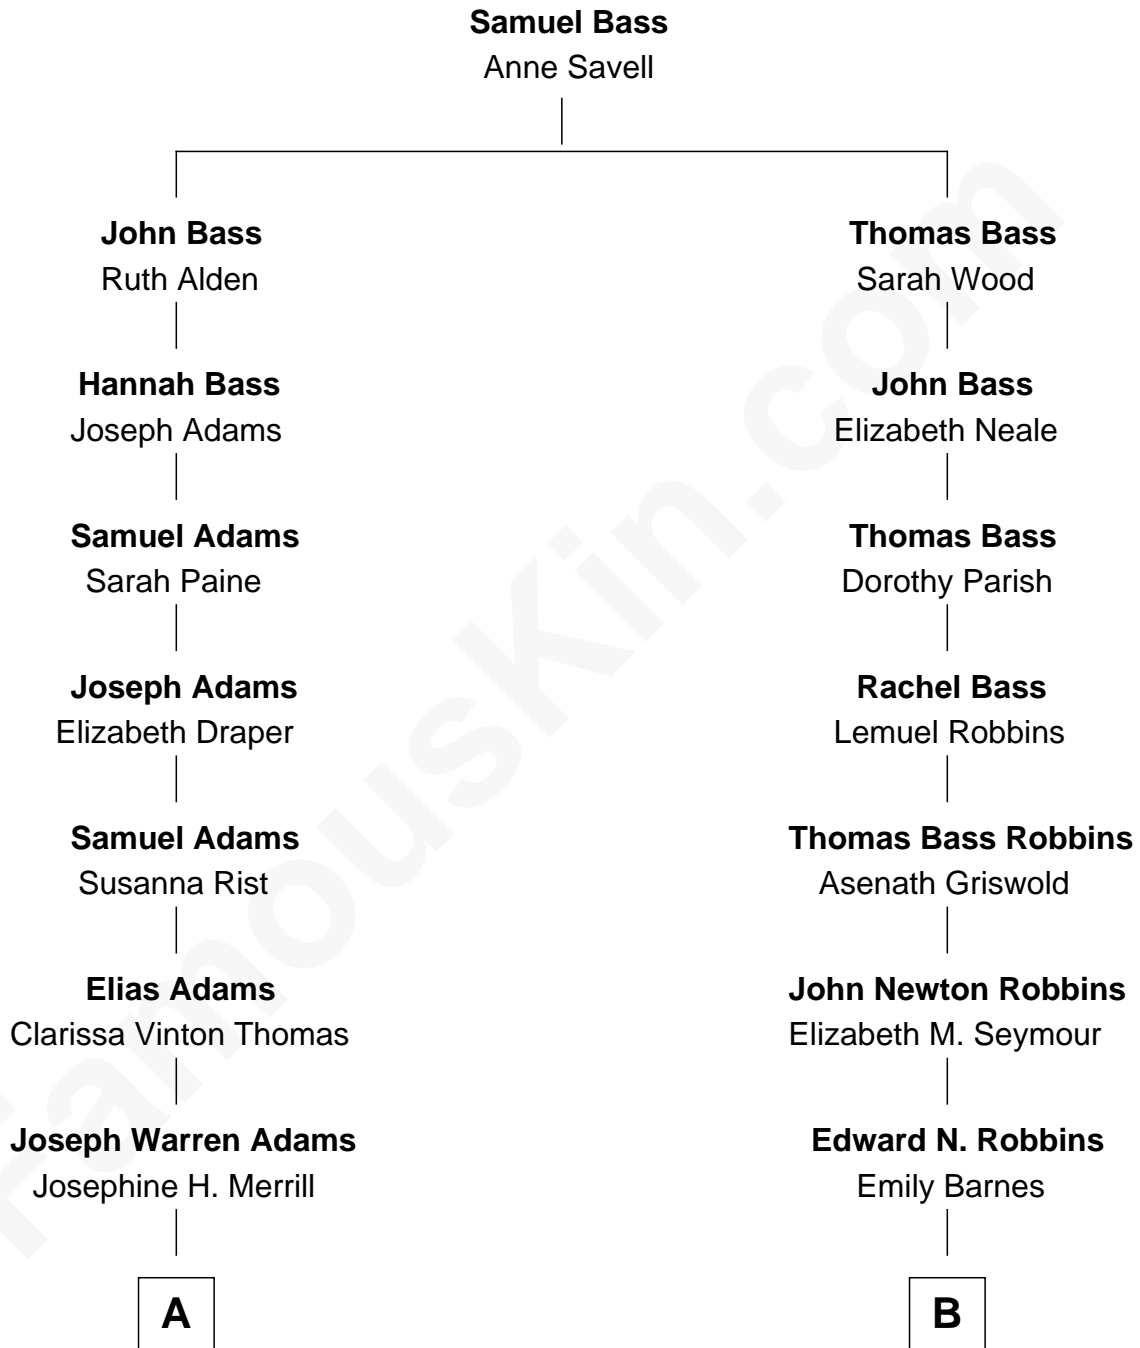 Samuel Bass
Anne Savell
John Bass
Ruth Alden
Thomas Bass
Sarah Wood
Hannah Bass
Joseph Adams
John Bass
Elizabeth Neale
Samuel Adams
Sarah Paine
Thomas Bass
Dorothy Parish
Joseph Adams
Elizabeth Draper
Rachel Bass
Lemuel Robbins
Samuel Adams
Susanna Rist
Thomas Bass Robbins
Asenath Griswold
Elias Adams
Clarissa Vinton Thomas
John Newton Robbins
Elizabeth M. Seymour
Joseph Warren Adams
Josephine H. Merrill
Edward N. Robbins
Emily Barnes
A
B
FamousKin.com